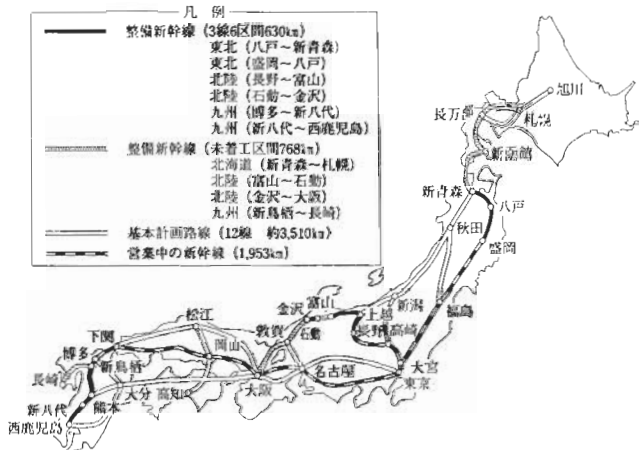 凡 例
整備新幹線(3線6区間630km)
東北(八戸～新青森)
東北(盛岡～八戸)
北陸(長野～富山)
北陸(石動～金沢)
九州(博多～新八代)
九州(新八代～西鹿児島)
整備新幹線(未着工区間768km)
北海道(新青森～札幌)
北陸(富山～石動)
北陸(金沢～大阪)
九州(新鳥栖～長崎)
基本計画路線(12線 約3,510km)
営業中の新幹線(1,953km)
旭川
長万部
札幌
新函館
新青森
八戸
秋田
盛岡
新潟
福島
富山
金沢
上越
石動
敦賀
長野
高崎
松江
岡山
下関
博多
新鳥栖
長崎
名古屋
大宮
東京
大阪
高知
大分
熊本
新八代
西鹿児島